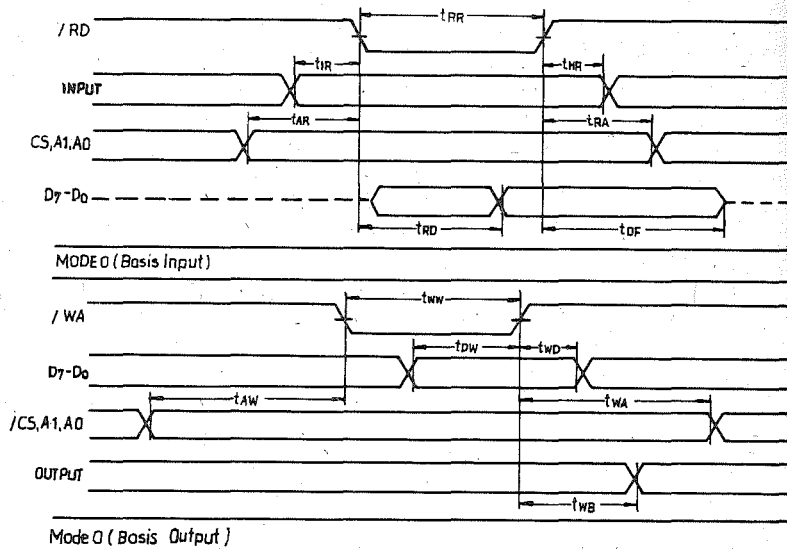 / RD
tRR
tIR
tHR
INPUT
tAR
tRA
CS,A1,A0
D7-D0
tRD
tDF
MODE 0 ( Basis Input )
/ WA
tWW
tDW
tWD
D7-D0
tAW
tWA
/CS,A1,A0
OUTPUT
tWB
Mode 0 ( Basis Output )